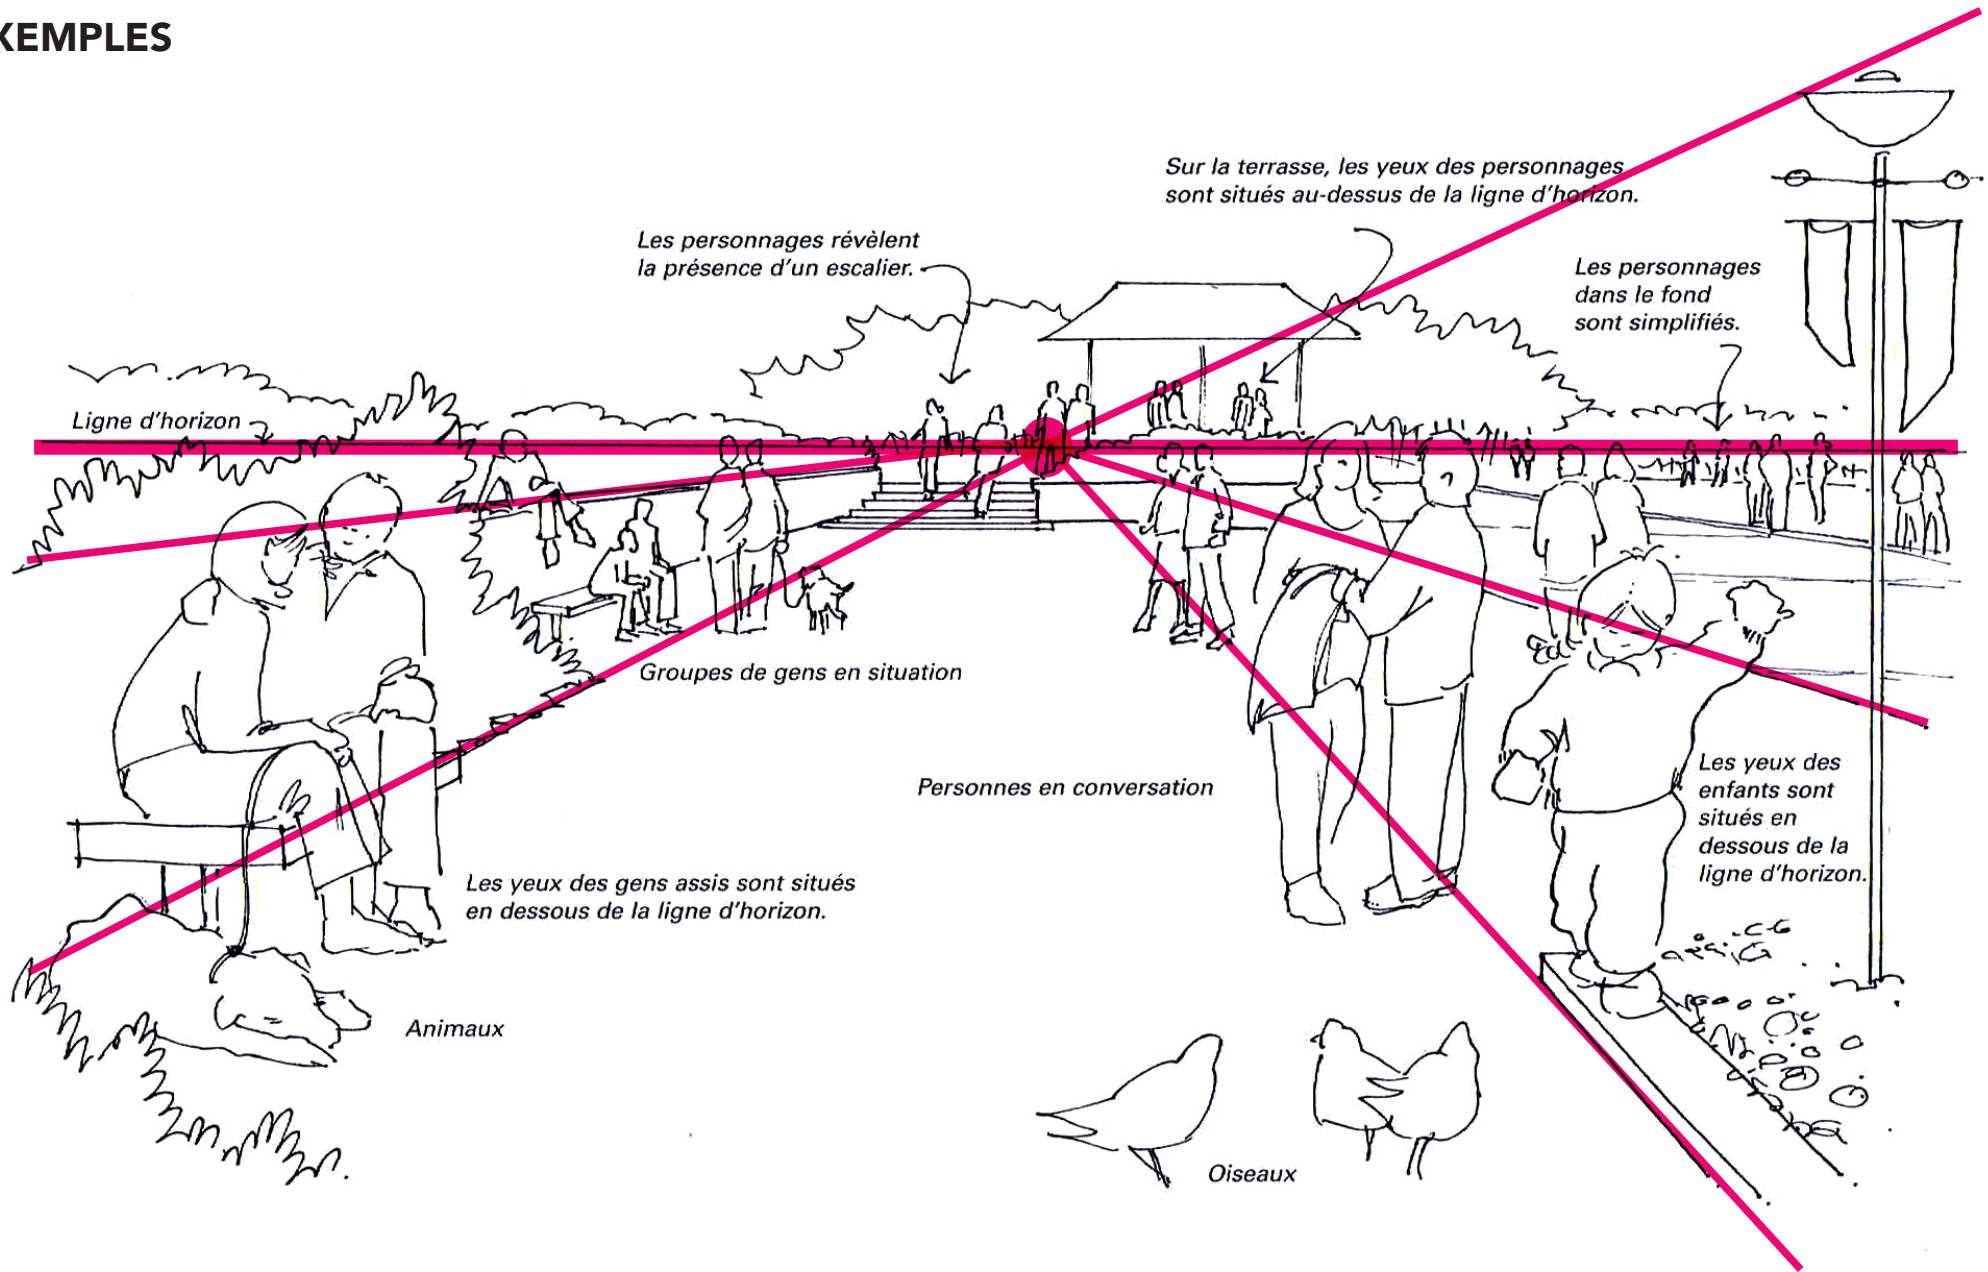 XEMPLES
Sur la terrasse, les yeux des personnages
sont situés au-dessus de la ligne d'horizon.
Les personnages révèlent
la présence d'un escalier.
Les personnages
dans le fond
sont simplifiés.
Ligne d'horizon
Groupes de gens en situation
Personnes en conversation
Les yeux des
enfants sont
situés en
dessous de la
ligne d'horizon.
Les yeux des gens assis sont situés
en dessous de la ligne d'horizon.
Animaux
Oiseaux